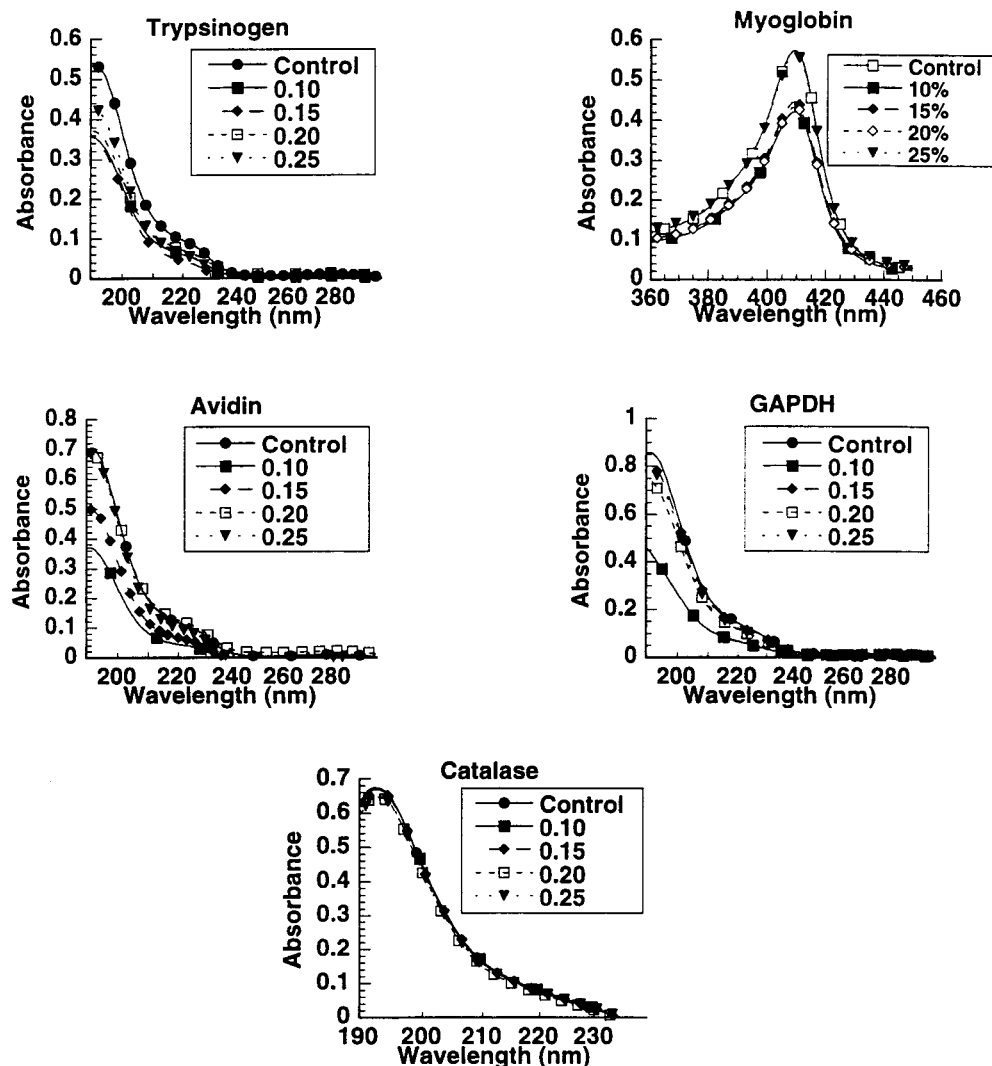 Trypsinogen
0.6
0.5
0.4
0.3
0.2
0.1
0
Absorbance
Control
0.10
0.15
0.20
0.25
200 220 240 260 280
Wavelength (nm)
Myoglobin
0.6
0.5
0.4
0.3
0.2
0.1
0
Absorbance
Control
10%
15%
20%
25%
360 380 400 420 440 460
Wavelength (nm)
Avidin
0.8
0.7
0.6
0.5
0.4
0.3
0.2
0.1
0
Absorbance
Control
0.10
0.15
0.20
0.25
200 220 240 260 280
Wavelength (nm)
GAPDH
1
0.8
0.6
0.4
0.2
0
Absorbance
Control
0.10
0.15
0.20
0.25
200 220 240 260 280
Wavelength (nm)
Catalase
0.7
0.6
0.5
0.4
0.3
0.2
0.1
0
Absorbance
Control
0.10
0.15
0.20
0.25
190 200 210 220 230
Wavelength (nm)